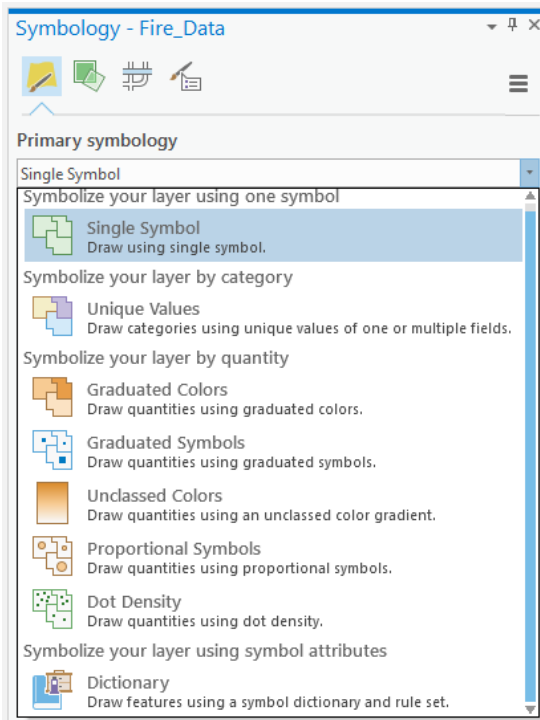 Symbology - Fire_Data
Primary symbology
Single Symbol
Symbolize your layer using one symbol
Single Symbol
Draw using single symbol.
Symbolize your layer by category
Unique Values
Draw categories using unique values of one or multiple fields.
Symbolize your layer by quantity
Graduated Colors
Draw quantities using graduated colors.
Graduated Symbols
Draw quantities using graduated symbols.
Unclassed Colors
Draw quantities using an unclassed color gradient.
Proportional Symbols
Draw quantities using proportional symbols.
Dot Density
Draw quantities using dot density.
Symbolize your layer using symbol attributes
Dictionary
Draw features using a symbol dictionary and rule set.